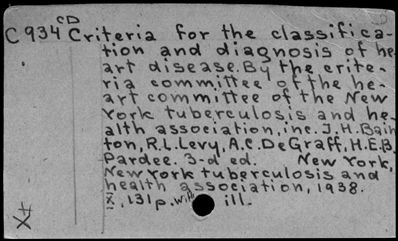 CD
C 934 Criteria for the classifica-
tion and diagnosis of he-
art disease. By the crite-
ria committee of the he-
art committee of the New
York tuberculosis and he-
alth association, inc. J.H. Bain-
ton, R.L. Levy, A.C. DeGraff, H.E.B.
Pardee. 3-d ed. New York,
New York tuberculosis and
health association, 1938.
X, 131 p. ill.